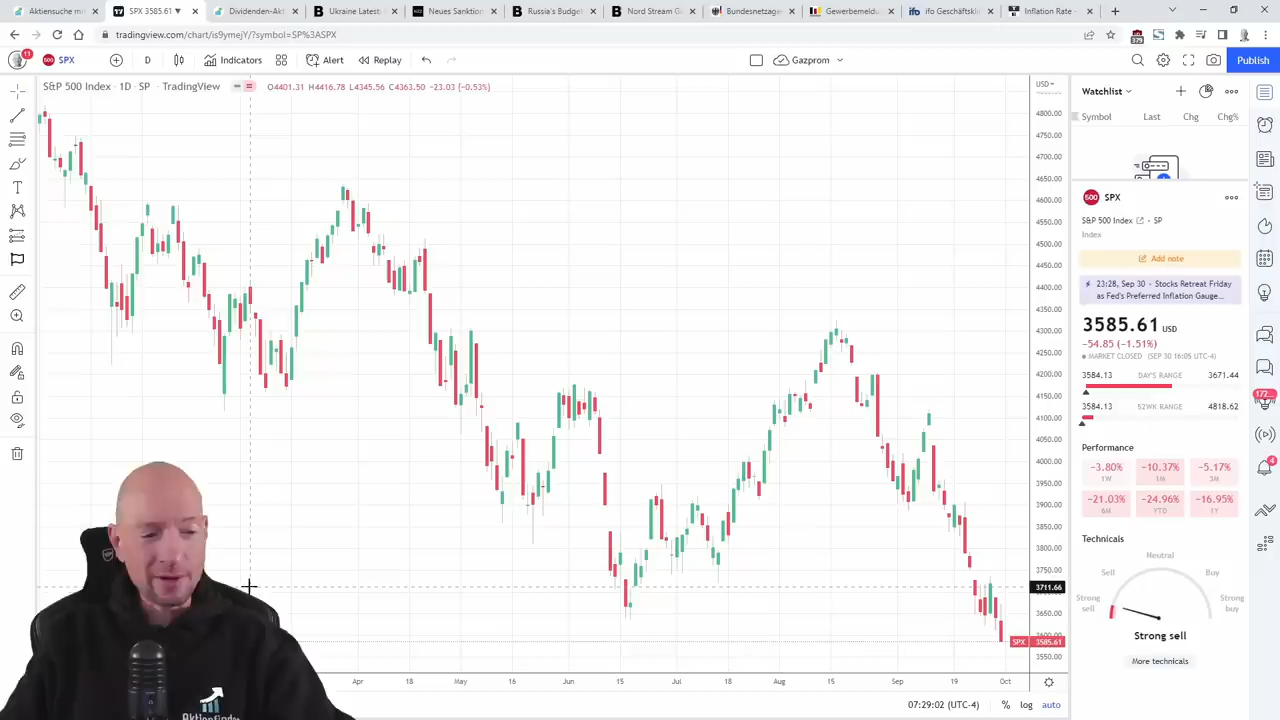 Aktiensuche mi
SPX 3585.61 ▼
Dividenden-Akt
Ukraine Latest:
Neues Sanktion
Russia's Budge
Nord Stream Ga
Bundesnetzage
Gewerbemeldu
ifo Geschäftskli
Inflation Rate -
tradingview.com/chart/is9ymejY/?symbol=SP%3ASPX
379
11
SPX
D
Indicators
Alert
Replay
Gazprom
Publish
S&P 500 Index · 1D · SP · TradingView
O4401.31 H4416.78 L4345.56 C4363.50 −23.03 (−0.53%)
USD
4800.00
4750.00
4700.00
4650.00
4600.00
4550.00
4500.00
4450.00
4400.00
4350.00
4300.00
4250.00
4200.00
4150.00
4100.00
4050.00
4000.00
3950.00
3900.00
3850.00
3800.00
3750.00
3711.66
3650.00
SPX 3585.61
3550.00
Apr
18
May
16
Jun
15
Jul
18
Aug
15
Sep
19
Oct
07:29:02 (UTC-4)
%
log
auto
Watchlist
Symbol Last Chg Chg%
500
SPX
S&P 500 Index · SP
Index
Add note
23:28, Sep 30 · Stocks Retreat Friday
as Fed's Preferred Inflation Gauge...
3585.61 USD
−54.85 (−1.51%)
MARKET CLOSED (SEP 30 16:05 UTC-4)
3584.13 DAY'S RANGE 3671.44
3584.13 52WK RANGE 4818.62
Performance
−3.80%
1W
−10.37%
1M
−5.17%
3M
−21.03%
6M
−24.96%
YTD
−16.95%
1Y
Technicals
Neutral
Sell
Buy
Strong
sell
Strong
buy
Strong sell
More technicals
172...
4
Aktienfinder